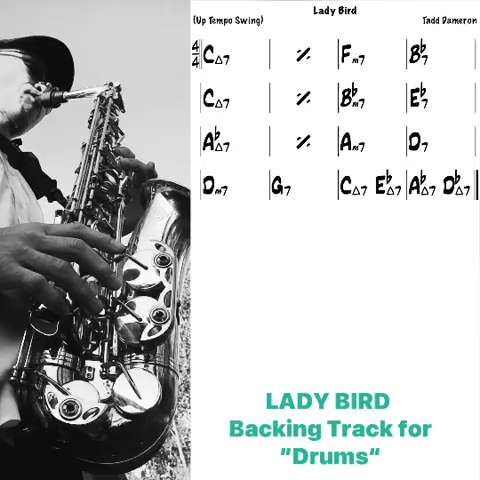 Lady Bird
(Up Tempo Swing) Tadd Dameron
4/4 C△7 | 𝄎 | Fm7 | B♭7
C△7 | 𝄎 | B♭m7 | E♭7
A♭△7 | 𝄎 | Am7 | D7
Dm7 | G7 | C△7 E♭△7 | A♭△7 D♭△7
LADY BIRD
Backing Track for
"Drums"